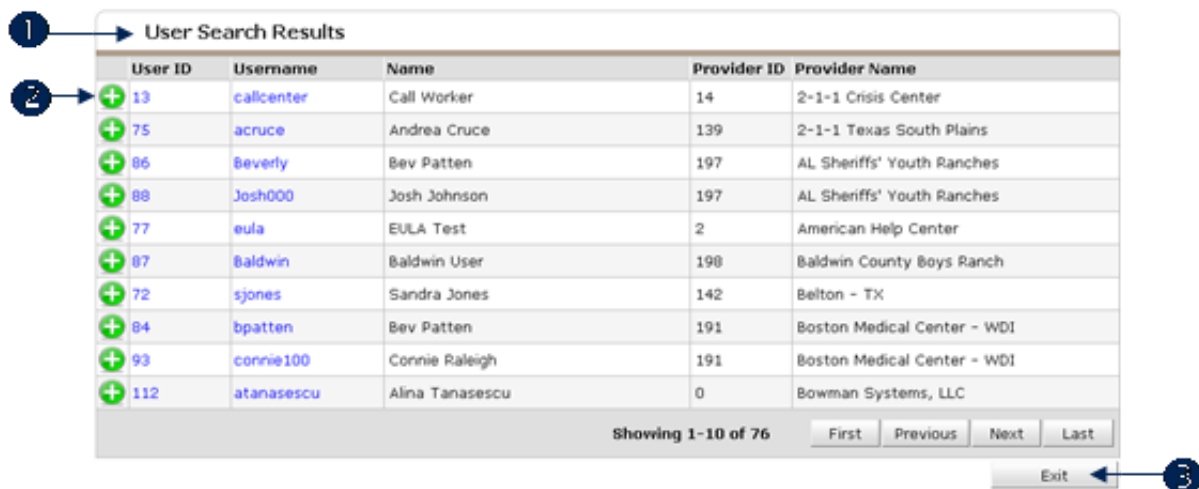 1 User Search Results
User ID Username Name Provider ID Provider Name
2 13 callcenter Call Worker 14 2-1-1 Crisis Center
75 acruce Andrea Cruce 139 2-1-1 Texas South Plains
86 Beverly Bev Patten 197 AL Sheriffs' Youth Ranches
88 Josh000 Josh Johnson 197 AL Sheriffs' Youth Ranches
77 eula EULA Test 2 American Help Center
87 Baldwin Baldwin User 198 Baldwin County Boys Ranch
72 sjones Sandra Jones 142 Belton - TX
84 bpatten Bev Patten 191 Boston Medical Center - WDI
93 connie100 Connie Raleigh 191 Boston Medical Center - WDI
112 atanasescu Alina Tanasescu 0 Bowman Systems, LLC
Showing 1-10 of 76 First Previous Next Last
Exit 3